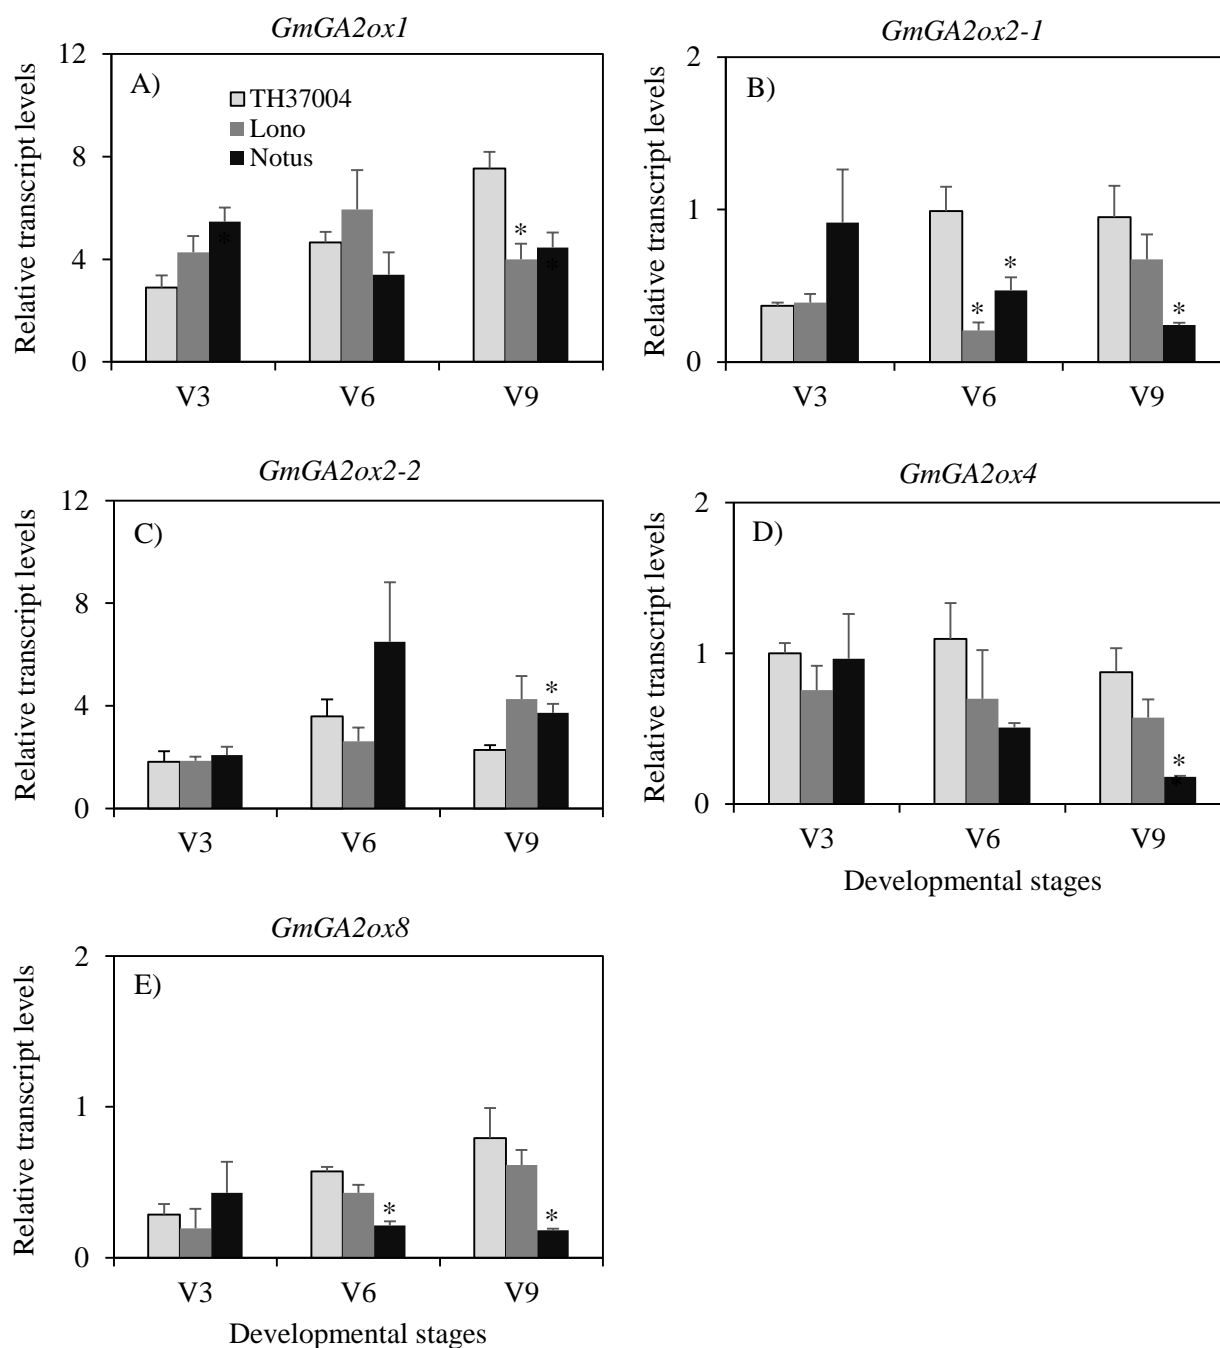 GmGA2ox1
12
8
4
0
Relative transcript levels
A)
TH37004
Lono
Notus
*
*
*
V3
V6
V9
GmGA2ox2-1
2
1
0
Relative transcript levels
B)
*
*
*
V3
V6
V9
GmGA2ox2-2
12
8
4
0
Relative transcript levels
C)
*
V3
V6
V9
GmGA2ox4
2
1
0
Relative transcript levels
D)
*
V3
V6
V9
Developmental stages
GmGA2ox8
2
1
0
Relative transcript levels
E)
*
*
V3
V6
V9
Developmental stages